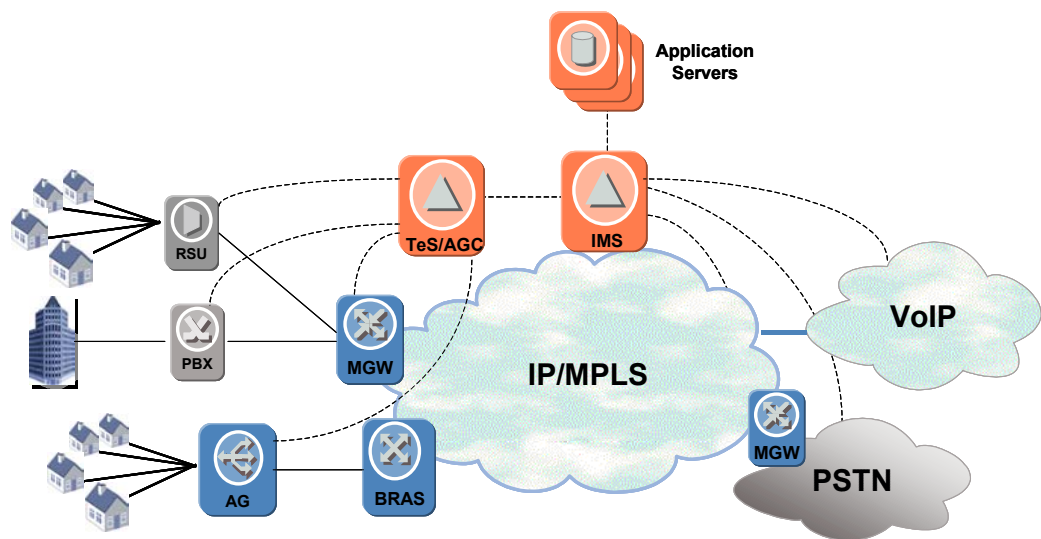 Application
Servers
RSU
TeS/AGC
IMS
PBX
MGW
IP/MPLS
VoIP
AG
BRAS
MGW
PSTN